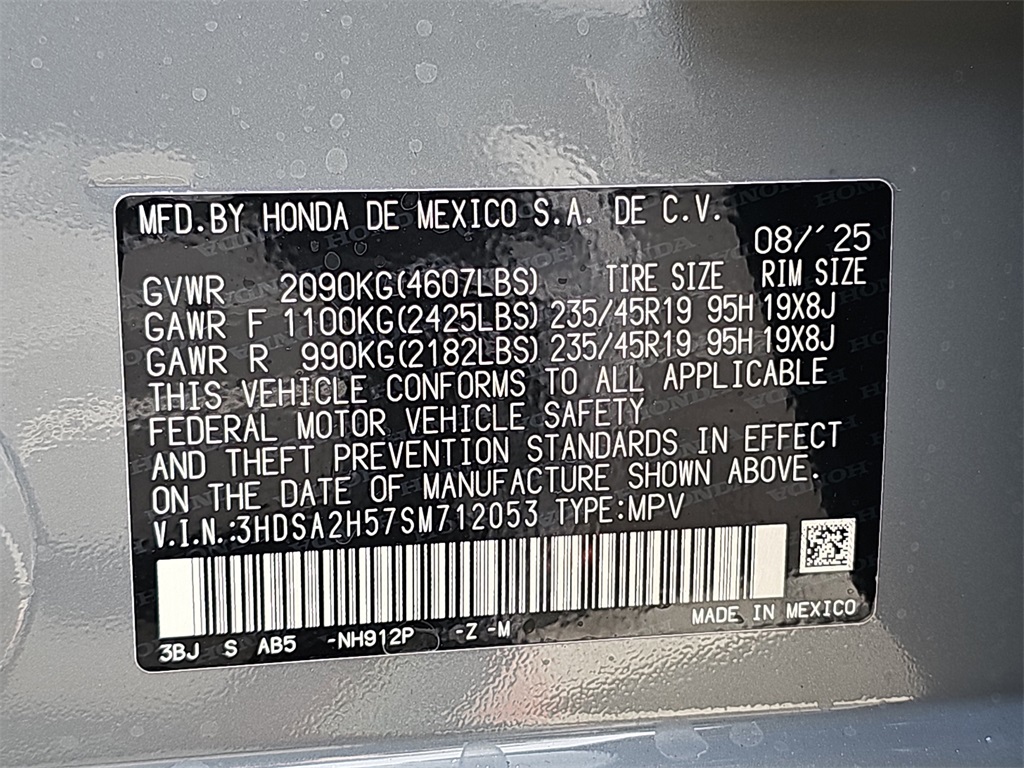 MFD.BY HONDA DE MEXICO S.A. DE C.V.
08/'25
GVWR 2090KG(4607LBS) TIRE SIZE RIM SIZE
GAWR F 1100KG(2425LBS) 235/45R19 95H 19X8J
GAWR R 990KG(2182LBS) 235/45R19 95H 19X8J
THIS VEHICLE CONFORMS TO ALL APPLICABLE
FEDERAL MOTOR VEHICLE SAFETY
AND THEFT PREVENTION STANDARDS IN EFFECT
ON THE DATE OF MANUFACTURE SHOWN ABOVE.
V.I.N.:3HDSA2H57SM712053 TYPE:MPV
MADE IN MEXICO
3BJ S AB5 -NH912P -Z -M